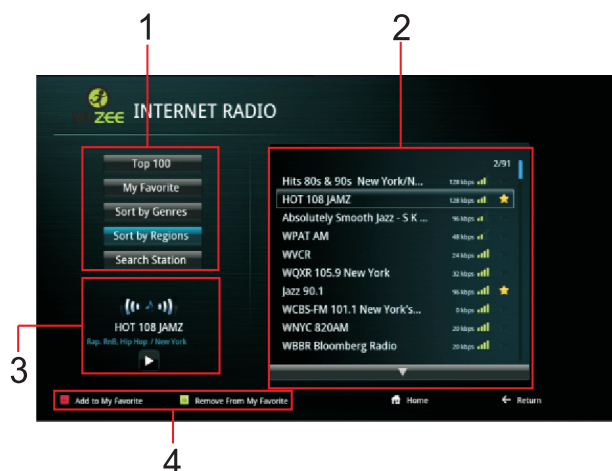 1
2
ZEE INTERNET RADIO
2/91
Top 100
My Favorite
Sort by Genres
Sort by Regions
Search Station
Hits 80s & 90s New York/N... 128 kbps
HOT 108 JAMZ 128 kbps
Absolutely Smooth Jazz - S K ... 96 kbps
WPAT AM 48 kbps
WVCR 24 kbps
WQXR 105.9 New York 32 kbps
Jazz 90.1 96 kbps
WCBS-FM 101.1 New York's... 0 kbps
WNYC 820AM 20 kbps
WBBR Bloomberg Radio 20 kbps
3
HOT 108 JAMZ
Rap. RnB, Hip Hop / New York
Add to My Favorite
Remove From My Favorite
Home
Return
4